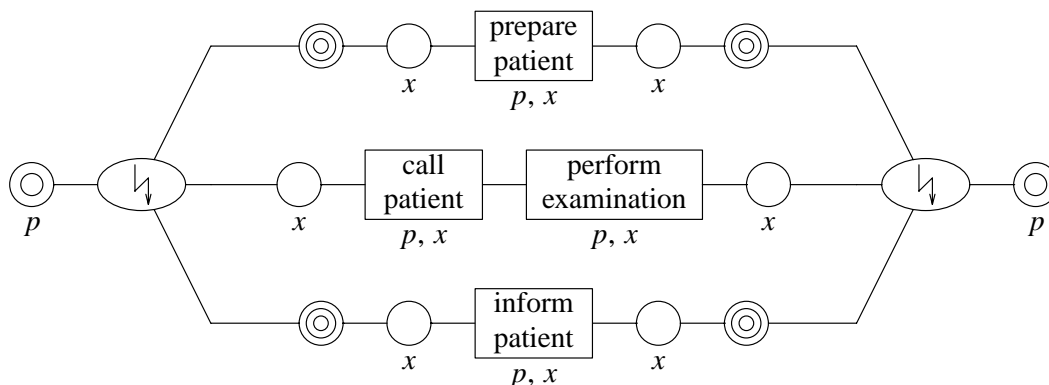 prepare
patient
x
p, x
x
call
patient
perform
examination
p
x
p, x
p, x
x
p
inform
patient
x
p, x
x